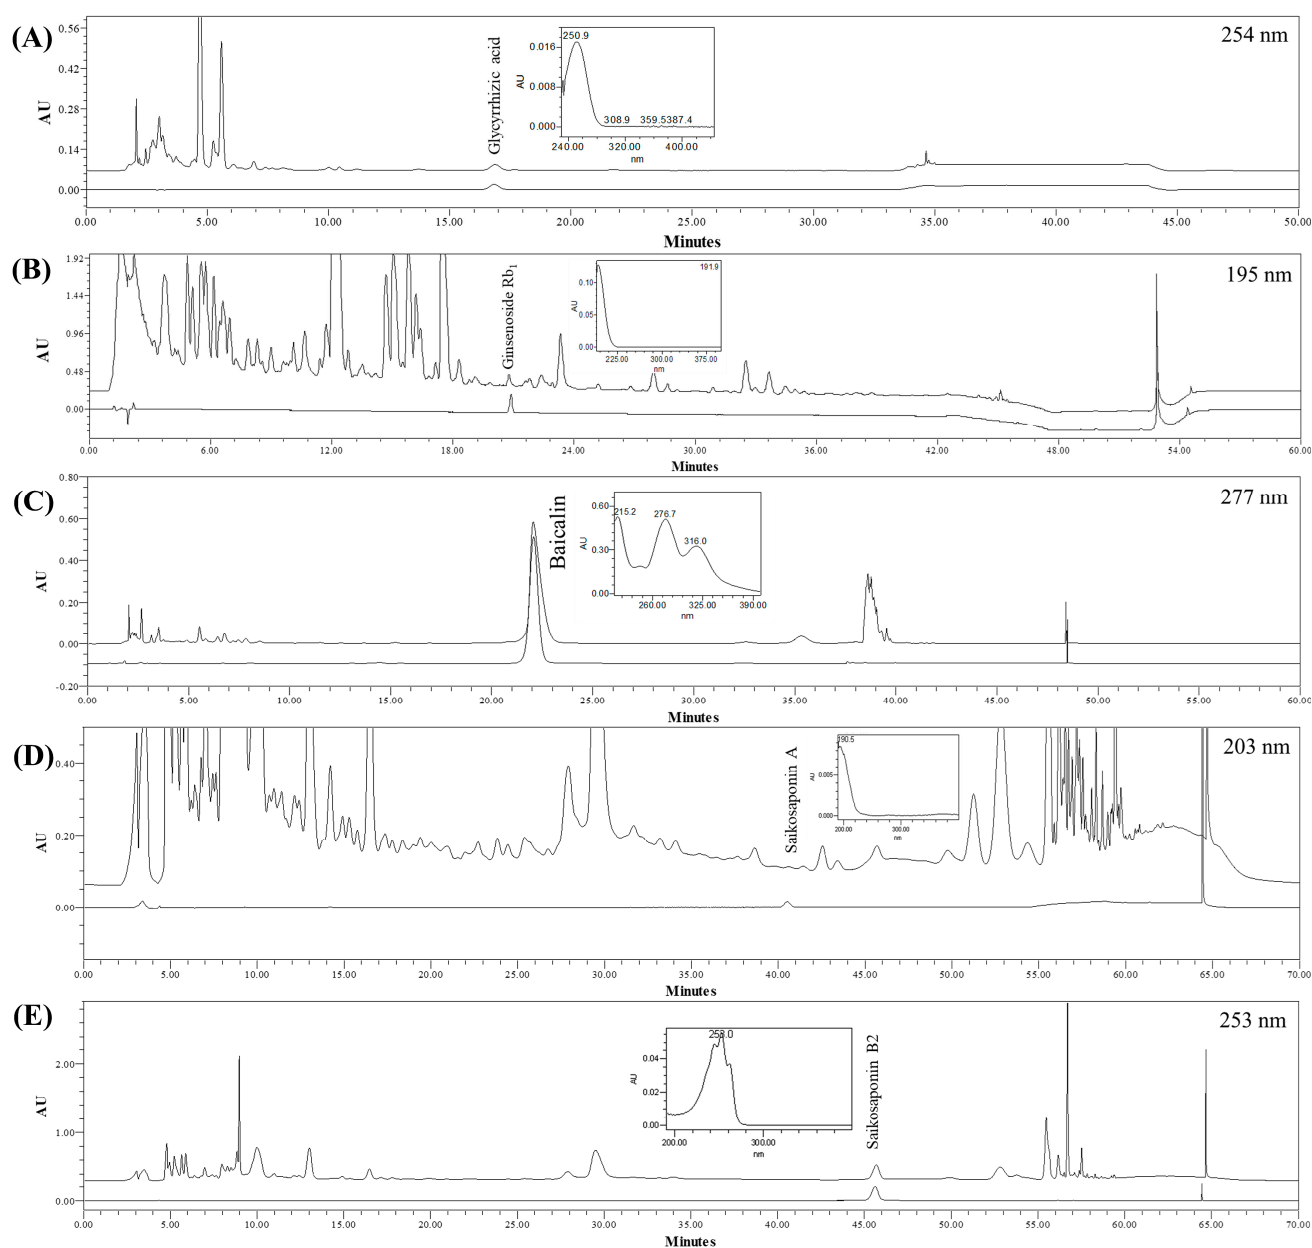 (A)
254 nm
AU
0.56
0.42
0.28
0.14
0.00
Glycyrrhizic acid
AU
0.016
0.008
0.000
250.9
308.9
359.5387.4
240.00 320.00 400.00
nm
0.00 5.00 10.00 15.00 20.00 25.00 30.00 35.00 40.00 45.00 50.00
Minutes
(B)
195 nm
AU
1.92
1.44
0.96
0.48
0.00
Ginsenoside Rb1
AU
0.10
0.05
0.00
191.9
225.00 300.00 375.00
nm
0.00 6.00 12.00 18.00 24.00 30.00 36.00 42.00 48.00 54.00 60.00
Minutes
(C)
277 nm
AU
0.80
0.60
0.40
0.20
0.00
-0.20
Baicalin
AU
0.60
0.30
0.00
215.2
276.7
316.0
260.00 325.00 390.00
nm
0.00 5.00 10.00 15.00 20.00 25.00 30.00 35.00 40.00 45.00 50.00 55.00 60.00
Minutes
(D)
203 nm
AU
0.40
0.20
0.00
Saikosaponin A
AU
0.005
0.000
190.5
200.00 300.00
nm
0.00 5.00 10.00 15.00 20.00 25.00 30.00 35.00 40.00 45.00 50.00 55.00 60.00 65.00 70.00
Minutes
(E)
253 nm
AU
2.00
1.00
0.00
AU
0.04
0.02
0.00
253.0
200.00 300.00
nm
Saikosaponin B2
0.00 5.00 10.00 15.00 20.00 25.00 30.00 35.00 40.00 45.00 50.00 55.00 60.00 65.00 70.00
Minutes